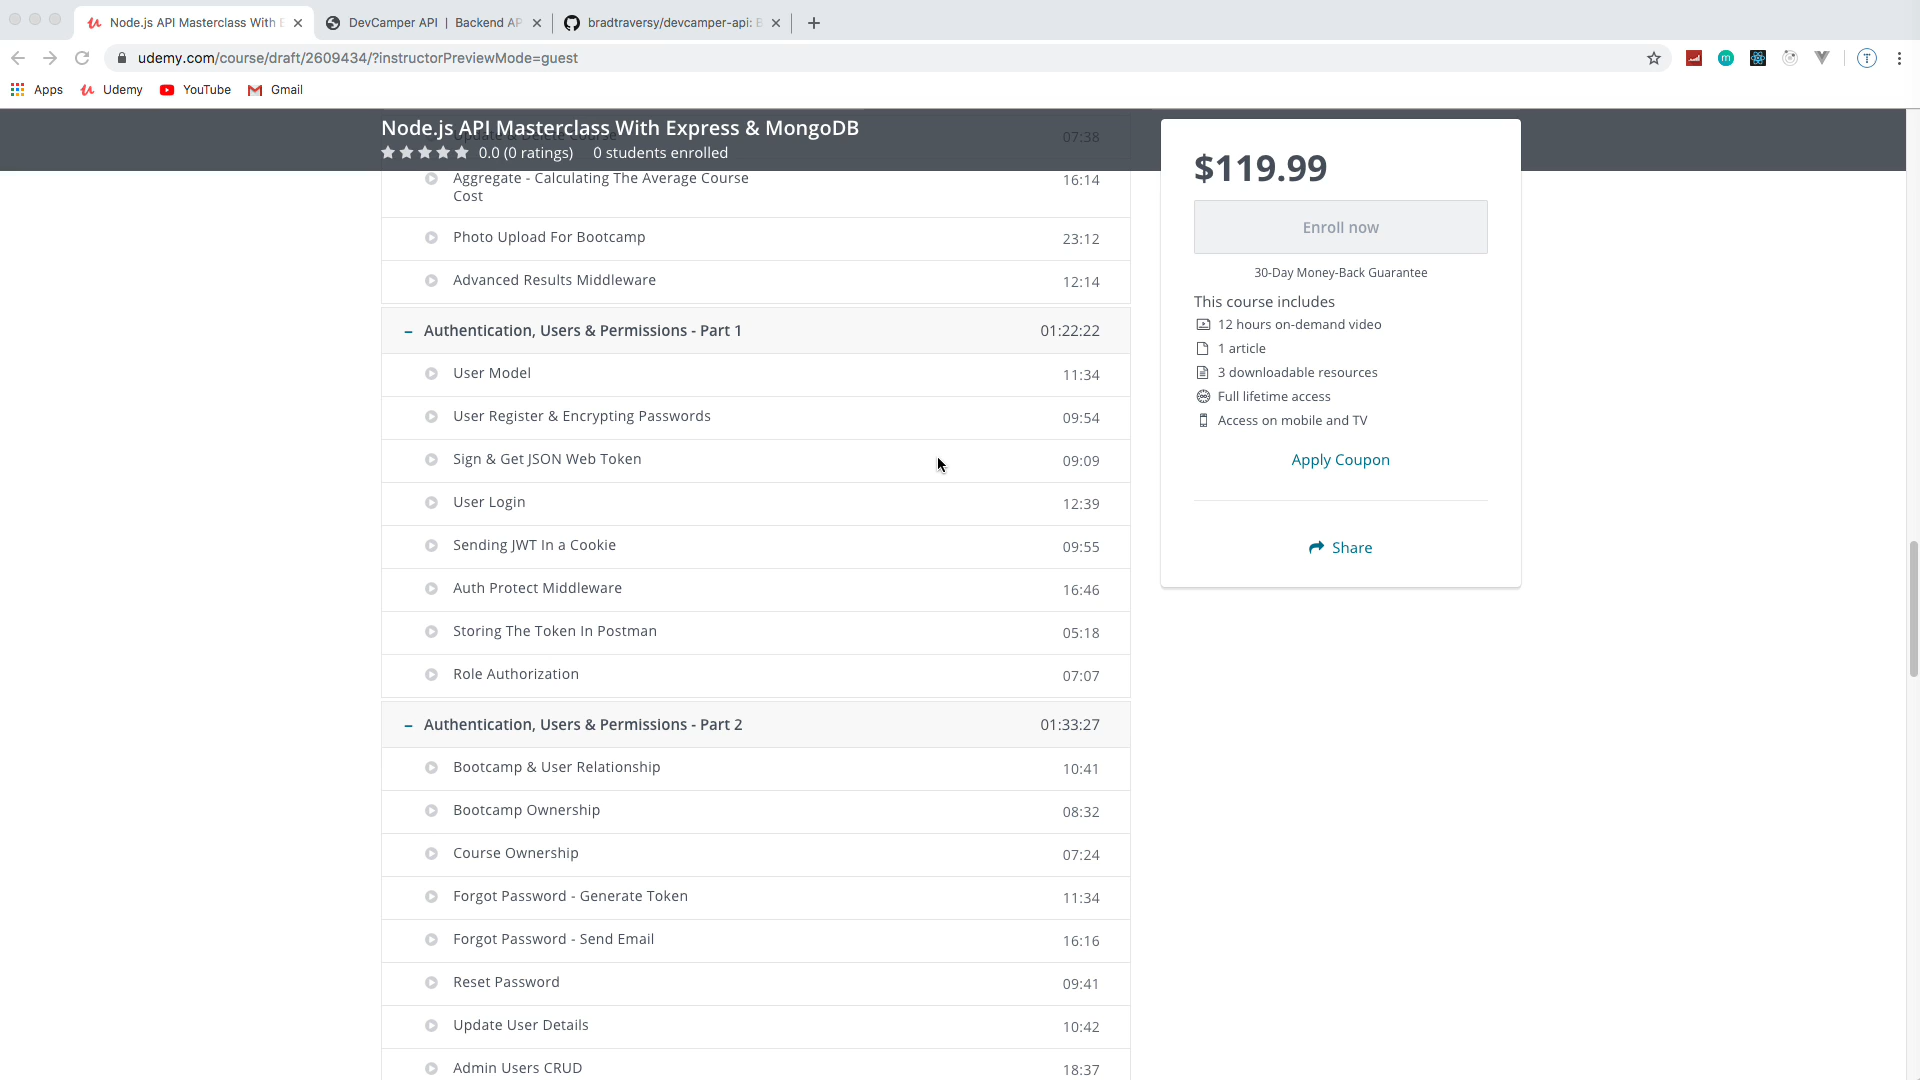 Node.js API Masterclass With E
DevCamper API | Backend AP
bradtraversy/devcamper-api: B
udemy.com/course/draft/2609434/?instructorPreviewMode=guest
Apps
Udemy
YouTube
Gmail
Node.js API Masterclass With Express & MongoDB
0.0 (0 ratings) 0 students enrolled
Update & Delete Course 07:38
Aggregate - Calculating The Average Course
Cost
16:14
Photo Upload For Bootcamp 23:12
Advanced Results Middleware 12:14
– Authentication, Users & Permissions - Part 1 01:22:22
User Model 11:34
User Register & Encrypting Passwords 09:54
Sign & Get JSON Web Token 09:09
User Login 12:39
Sending JWT In a Cookie 09:55
Auth Protect Middleware 16:46
Storing The Token In Postman 05:18
Role Authorization 07:07
– Authentication, Users & Permissions - Part 2 01:33:27
Bootcamp & User Relationship 10:41
Bootcamp Ownership 08:32
Course Ownership 07:24
Forgot Password - Generate Token 11:34
Forgot Password - Send Email 16:16
Reset Password 09:41
Update User Details 10:42
Admin Users CRUD 18:37
$119.99
Enroll now
30-Day Money-Back Guarantee
This course includes
12 hours on-demand video
1 article
3 downloadable resources
Full lifetime access
Access on mobile and TV
Apply Coupon
Share